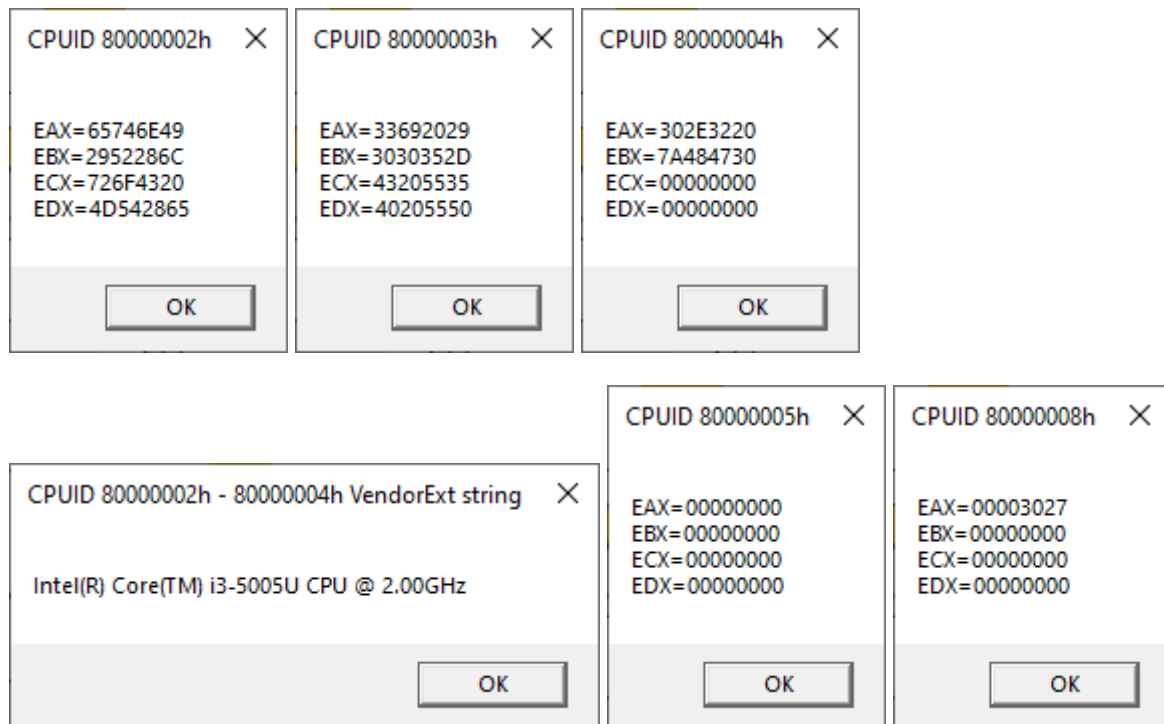 CPUID 80000002h
EAX=65746E49
EBX=2952286C
ECX=726F4320
EDX=4D542865
OK
CPUID 80000003h
EAX=33692029
EBX=3030352D
ECX=43205535
EDX=40205550
OK
CPUID 80000004h
EAX=302E3220
EBX=7A484730
ECX=00000000
EDX=00000000
OK
CPUID 80000002h - 80000004h VendorExt string
Intel(R) Core(TM) i3-5005U CPU @ 2.00GHz
OK
CPUID 80000005h
EAX=00000000
EBX=00000000
ECX=00000000
EDX=00000000
OK
CPUID 80000008h
EAX=00003027
EBX=00000000
ECX=00000000
EDX=00000000
OK